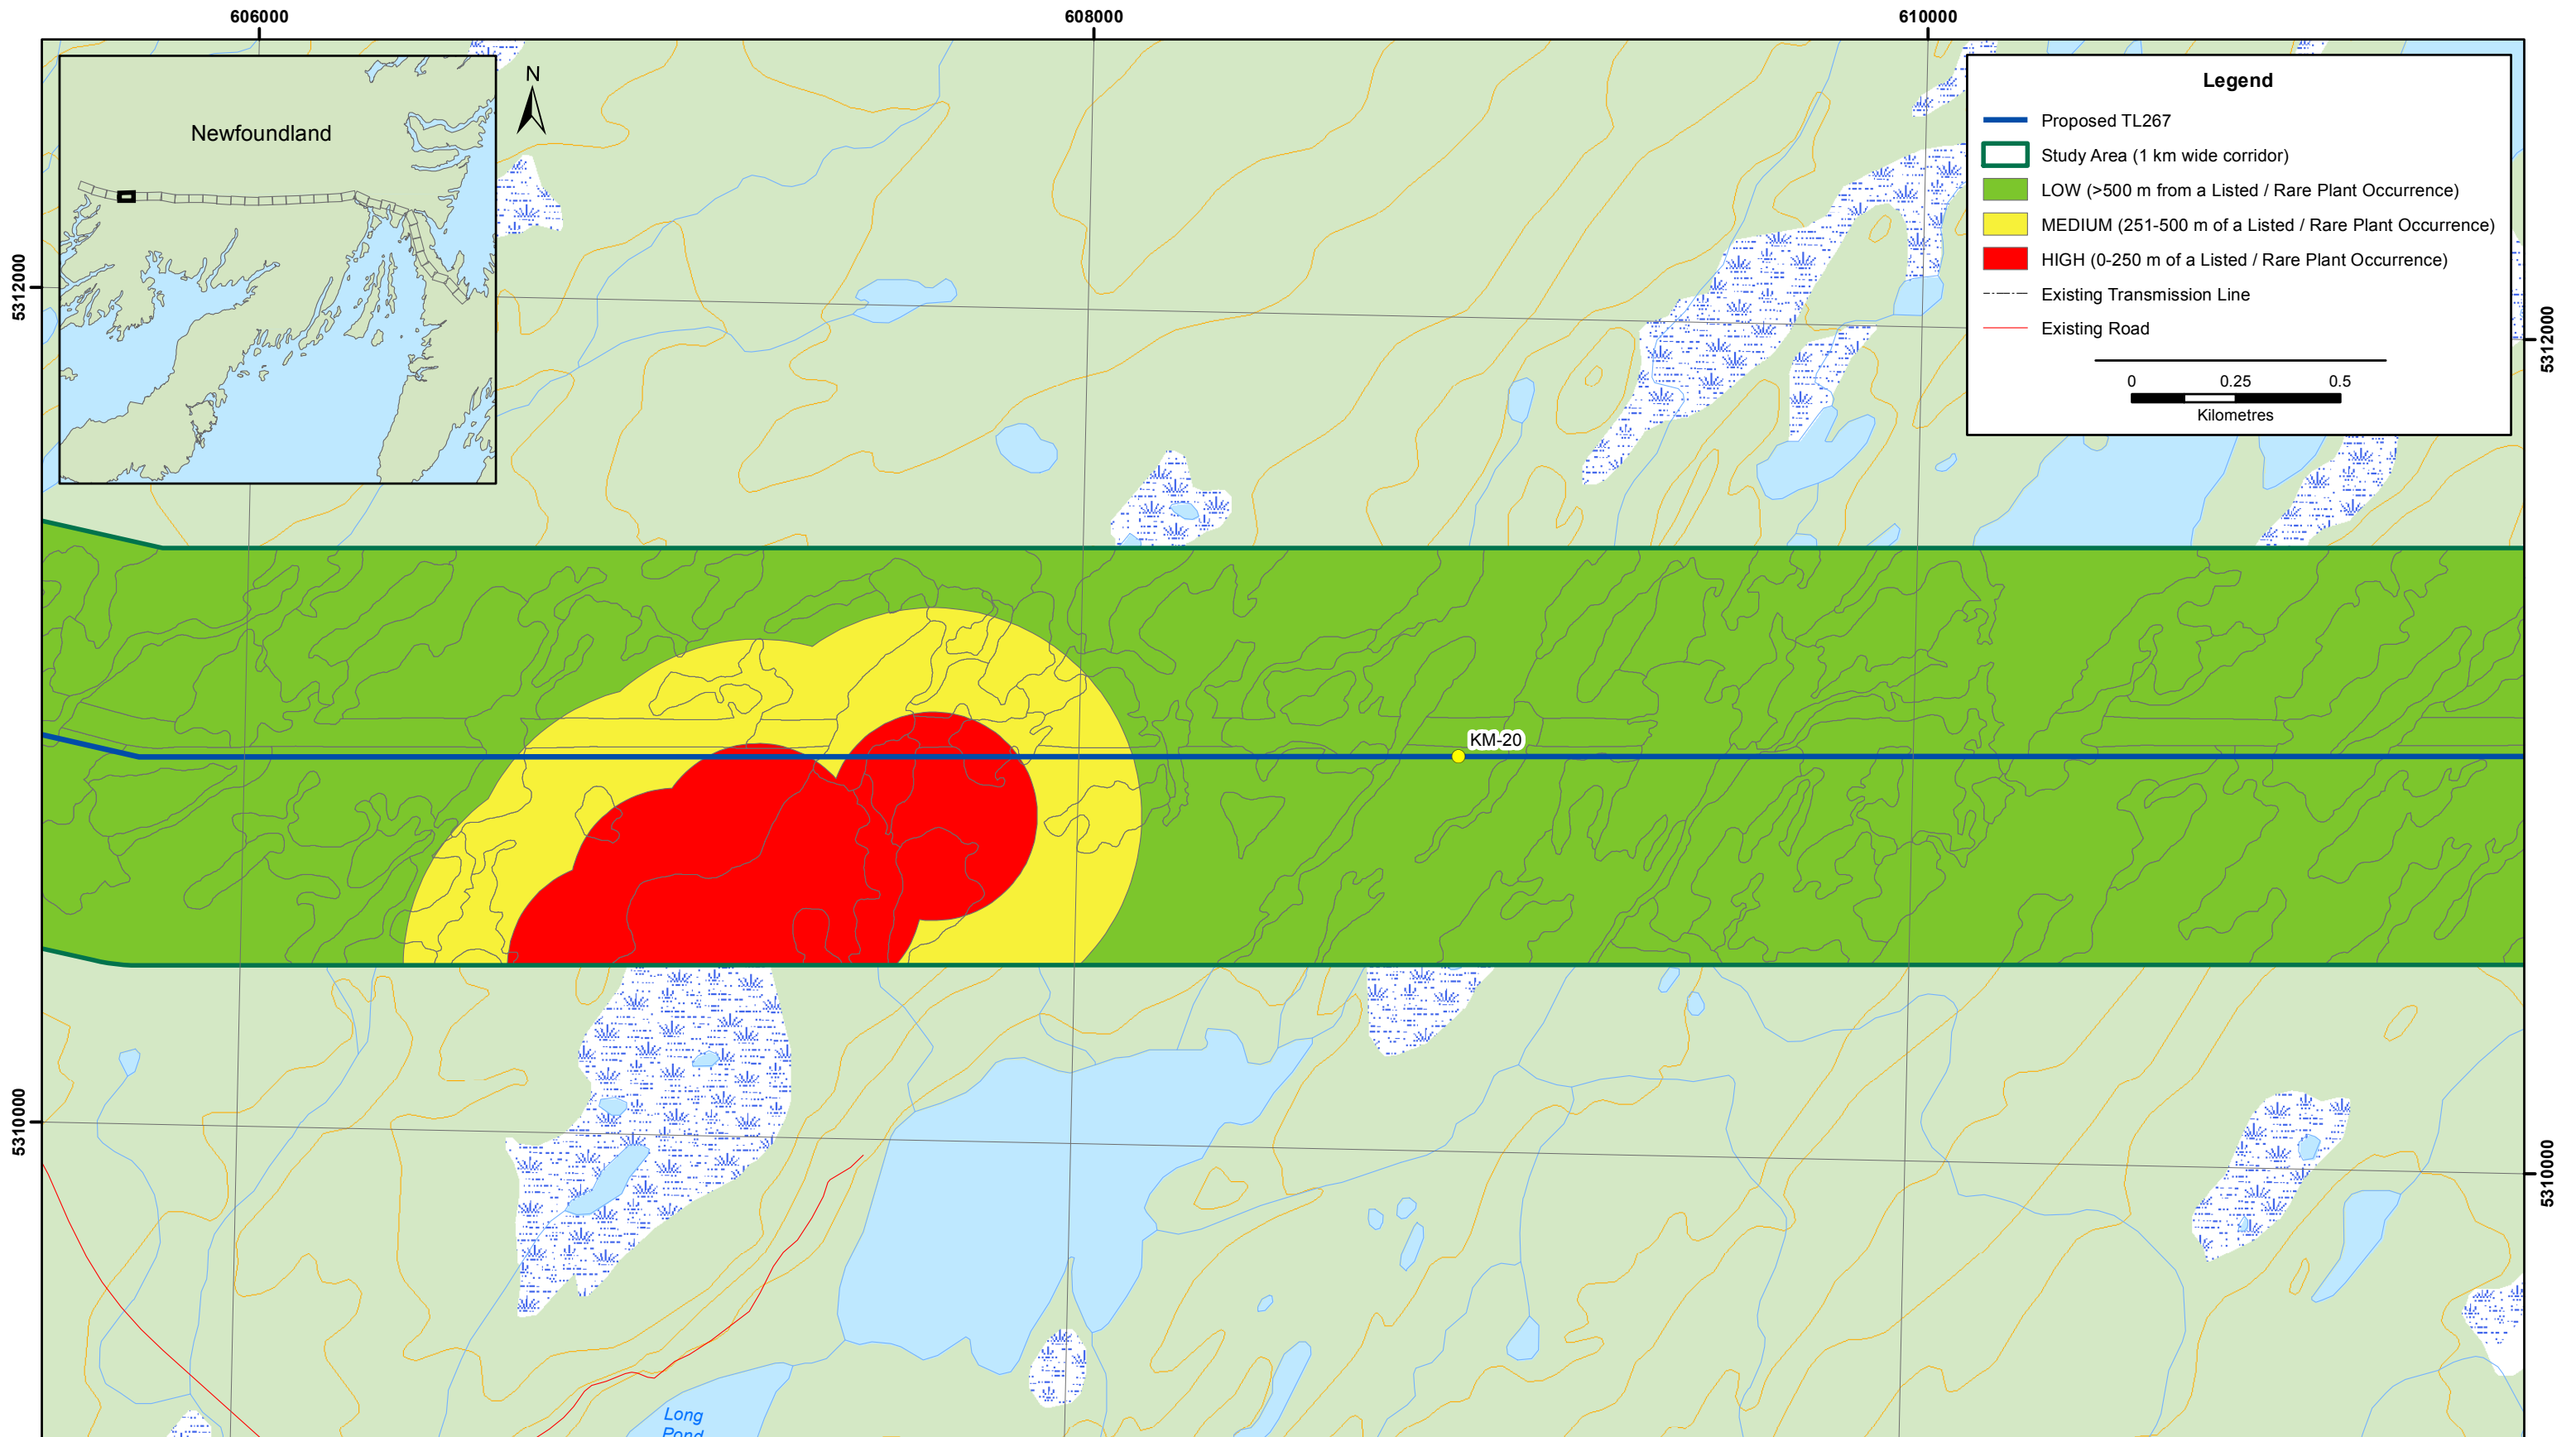 606000
608000
610000
N
Newfoundland
Legend
Proposed TL267
Study Area (1 km wide corridor)
LOW (>500 m from a Listed / Rare Plant Occurrence)
MEDIUM (251-500 m of a Listed / Rare Plant Occurrence)
HIGH (0-250 m of a Listed / Rare Plant Occurrence)
Existing Transmission Line
Existing Road
0 0.25 0.5
Kilometres
5312000
5312000
KM-20
5310000
5310000
Long
Pond